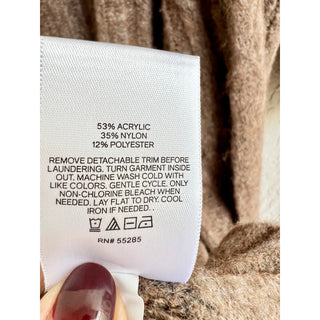 53% ACRYLIC
35% NYLON
12% POLYESTER
REMOVE DETACHABLE TRIM BEFORE
LAUNDERING. TURN GARMENT INSIDE
OUT. MACHINE WASH COLD WITH
LIKE COLORS. GENTLE CYCLE. ONLY
NON-CHLORINE BLEACH WHEN
NEEDED. LAY FLAT TO DRY. COOL
IRON IF NEEDED. .
RN# 55285